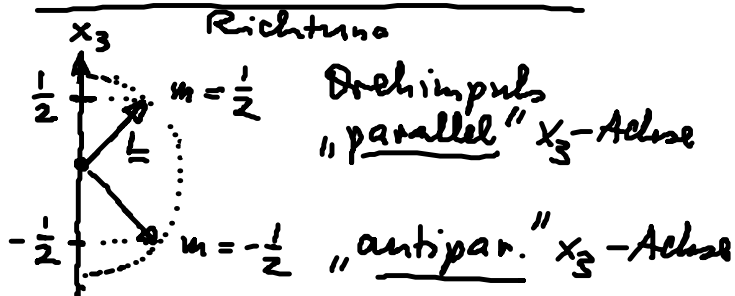 Richtung
x₃
1/2 m = 1/2 Drehimpuls
„parallel" x₃-Achse
L
-1/2 m = -1/2 „antipar." x₃-Achse